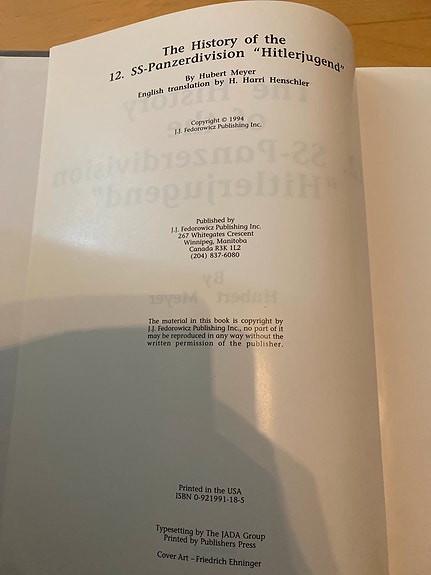 The History of the
12. SS-Panzerdivision "Hitlerjugend"
By Hubert Meyer
English translation by H. Harri Henschler
Copyright © 1994
J.J. Fedorowicz Publishing Inc.
Published by
J.J. Fedorowicz Publishing Inc.
267 Whitegates Crescent
Winnipeg, Manitoba
Canada R3K 1L2
(204) 837-6080
The material in this book is copyright by
J.J. Fedorowicz Publishing Inc., no part of it
may be reproduced in any way without the
written permission of the publisher.
Printed in the USA
ISBN 0-921991-18-5
Typesetting by The JADA Group
Printed by Publishers Press
Cover Art – Friedrich Ehninger